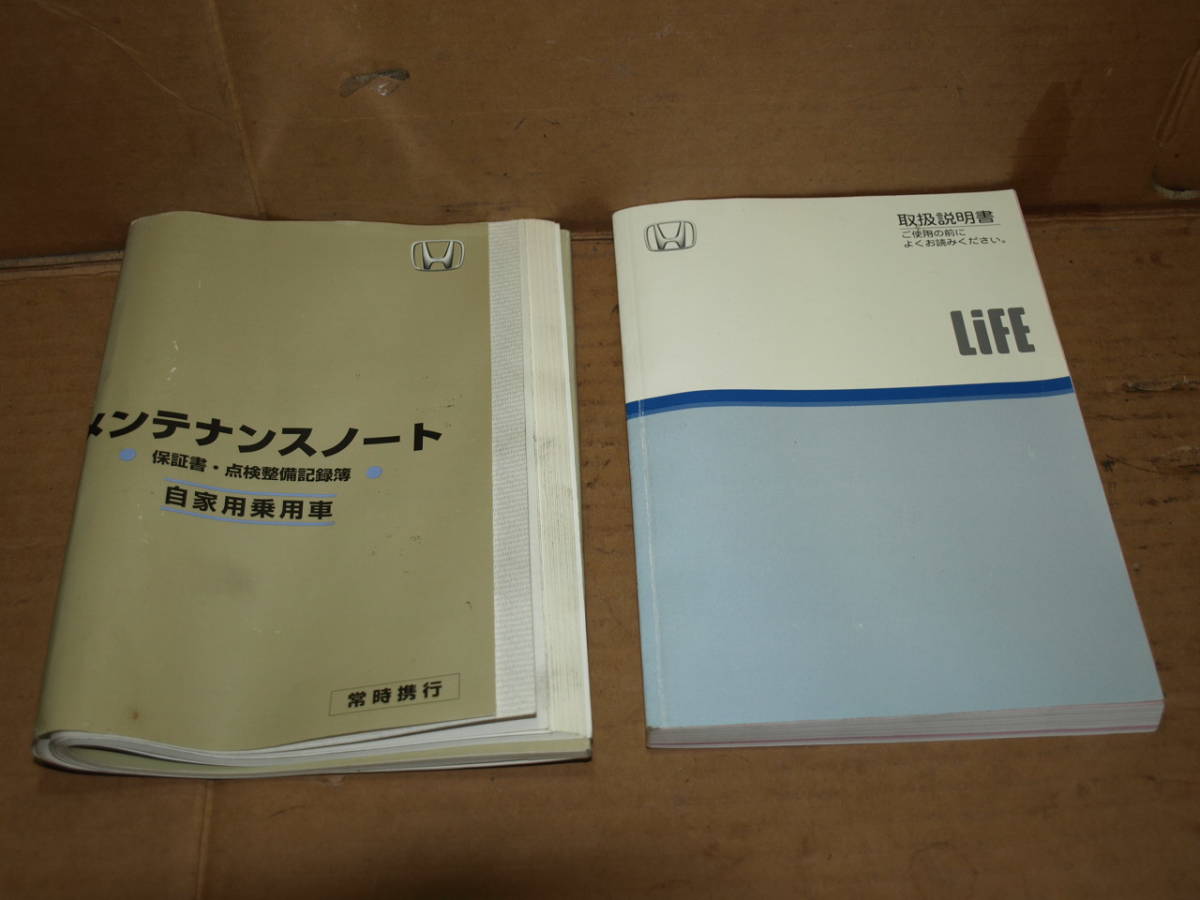 メンテナンスノート
保証書・点検整備記録簿
自家用乗用車
常時携行
取扱説明書
ご使用の前に
よくお読みください。
LiFE